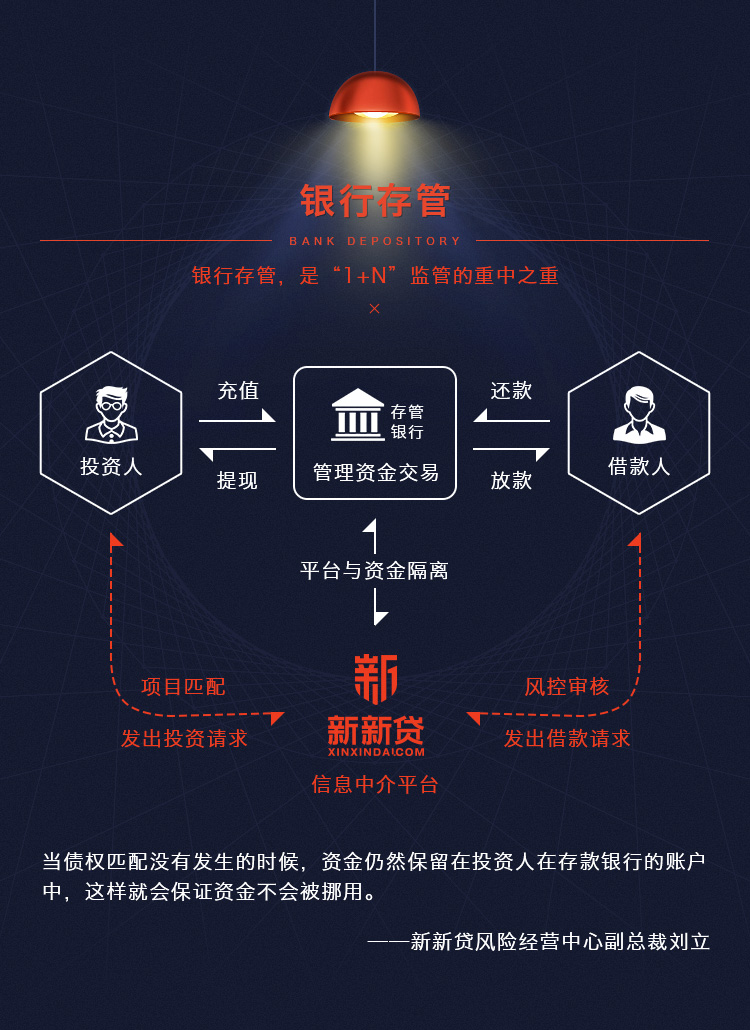 银行存管
BANK DEPOSITORY
银行存管，是“1+N”监管的重中之重
充值
还款
存管
银行
投资人
提现
管理资金交易
放款
借款人
平台与资金隔离
项目匹配
风控审核
新
新新贷
XINXINDAI.COM
发出投资请求
发出借款请求
信息中介平台
当债权匹配没有发生的时候，资金仍然保留在投资人在存款银行的账户
中，这样就会保证资金不会被挪用。
——新新贷风险经营中心副总裁刘立